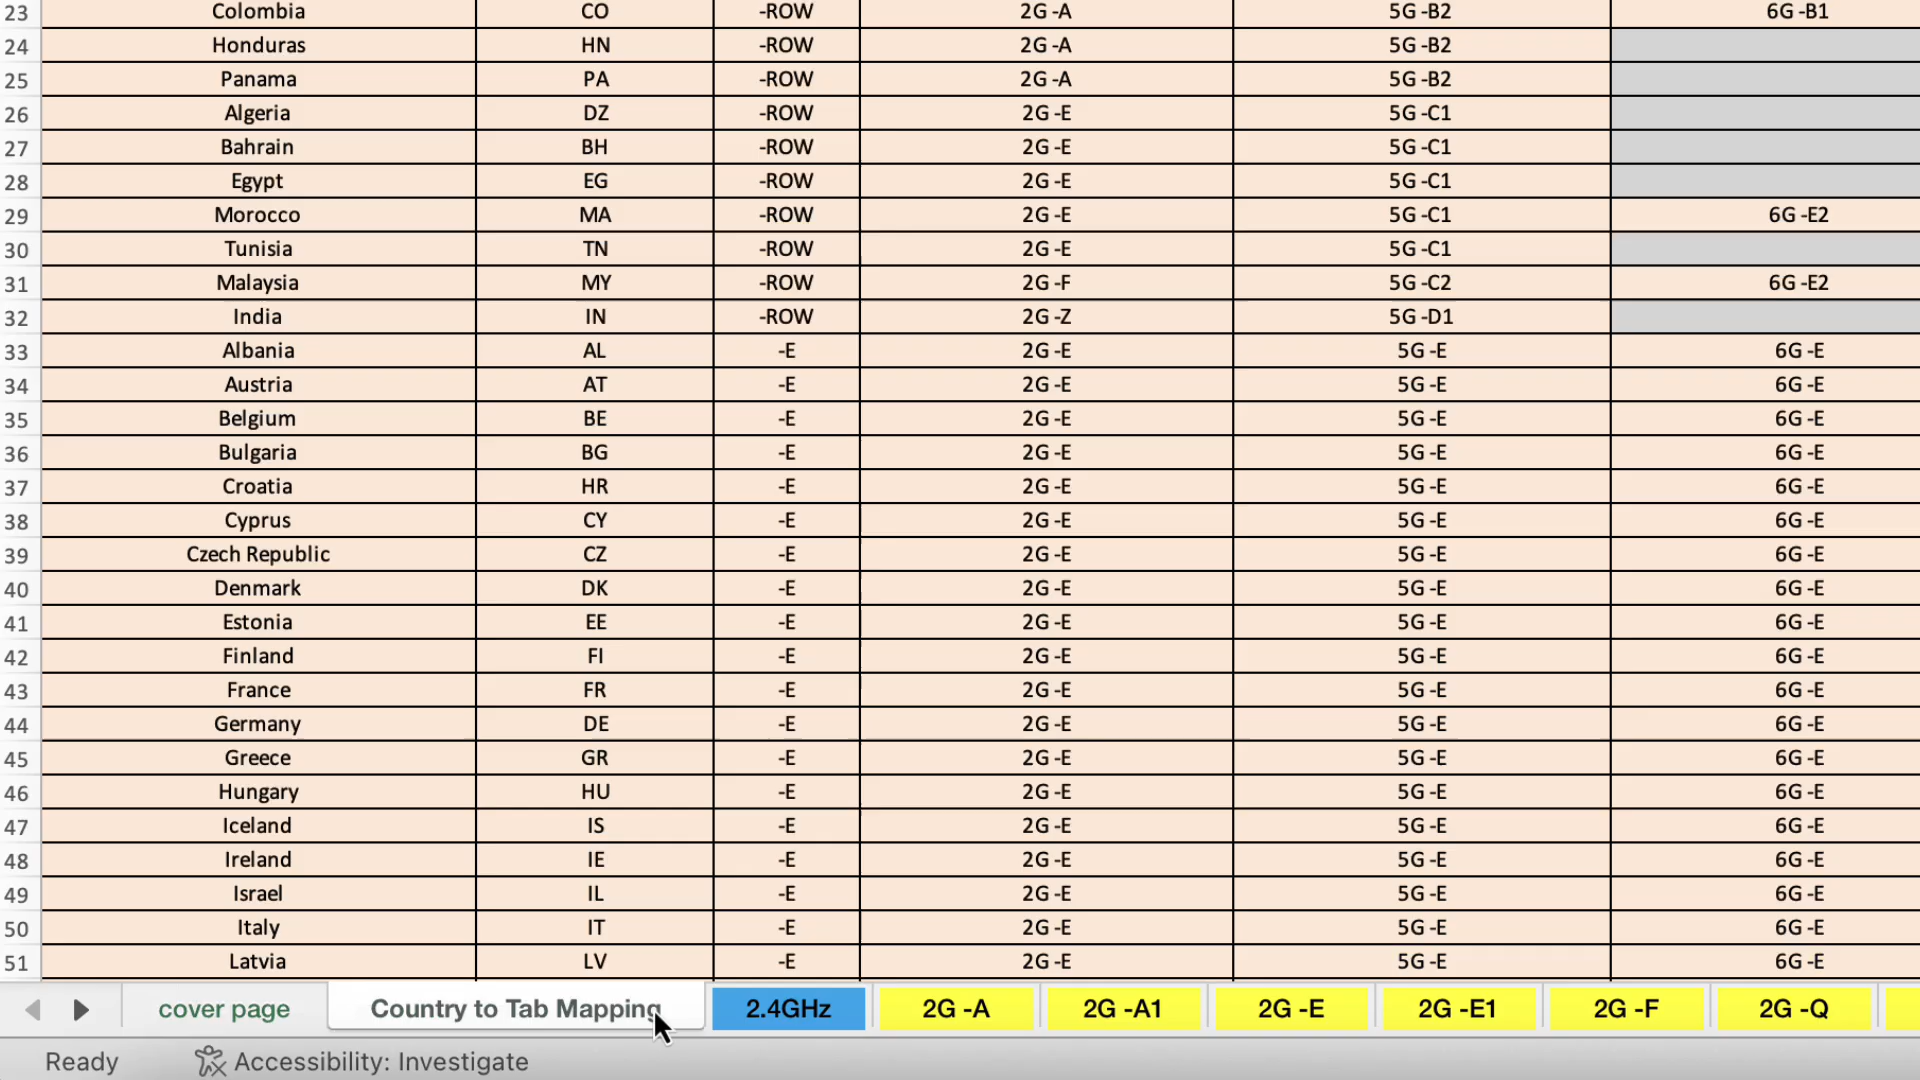 23 Colombia CO -ROW 2G -A 5G -B2 6G -B1
24 Honduras HN -ROW 2G -A 5G -B2
25 Panama PA -ROW 2G -A 5G -B2
26 Algeria DZ -ROW 2G -E 5G -C1
27 Bahrain BH -ROW 2G -E 5G -C1
28 Egypt EG -ROW 2G -E 5G -C1
29 Morocco MA -ROW 2G -E 5G -C1 6G -E2
30 Tunisia TN -ROW 2G -E 5G -C1
31 Malaysia MY -ROW 2G -F 5G -C2 6G -E2
32 India IN -ROW 2G -Z 5G -D1
33 Albania AL -E 2G -E 5G -E 6G -E
34 Austria AT -E 2G -E 5G -E 6G -E
35 Belgium BE -E 2G -E 5G -E 6G -E
36 Bulgaria BG -E 2G -E 5G -E 6G -E
37 Croatia HR -E 2G -E 5G -E 6G -E
38 Cyprus CY -E 2G -E 5G -E 6G -E
39 Czech Republic CZ -E 2G -E 5G -E 6G -E
40 Denmark DK -E 2G -E 5G -E 6G -E
41 Estonia EE -E 2G -E 5G -E 6G -E
42 Finland FI -E 2G -E 5G -E 6G -E
43 France FR -E 2G -E 5G -E 6G -E
44 Germany DE -E 2G -E 5G -E 6G -E
45 Greece GR -E 2G -E 5G -E 6G -E
46 Hungary HU -E 2G -E 5G -E 6G -E
47 Iceland IS -E 2G -E 5G -E 6G -E
48 Ireland IE -E 2G -E 5G -E 6G -E
49 Israel IL -E 2G -E 5G -E 6G -E
50 Italy IT -E 2G -E 5G -E 6G -E
51 Latvia LV -E 2G -E 5G -E 6G -E
cover page Country to Tab Mapping 2.4GHz 2G -A 2G -A1 2G -E 2G -E1 2G -F 2G -Q
Ready Accessibility: Investigate